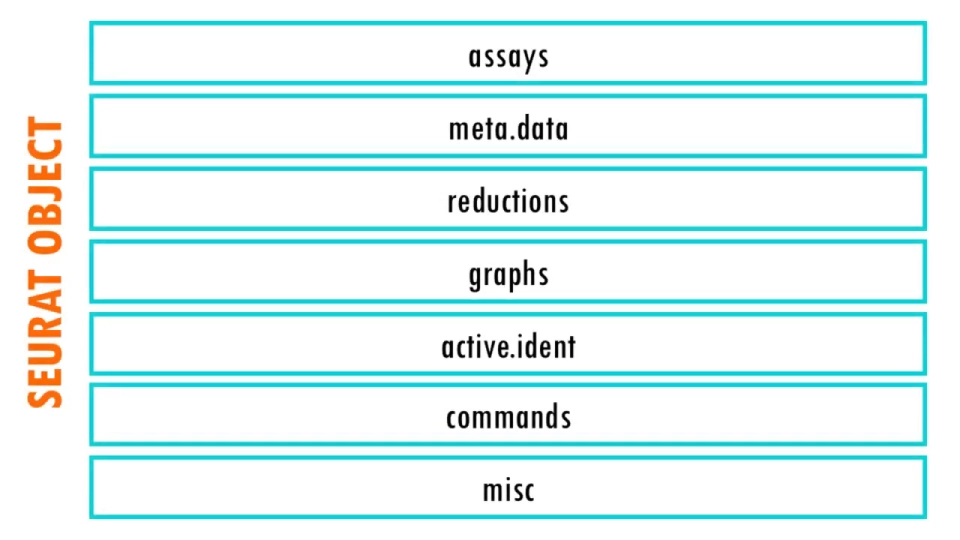 SEURAT OBJECT
assays
meta.data
reductions
graphs
active.ident
commands
misc